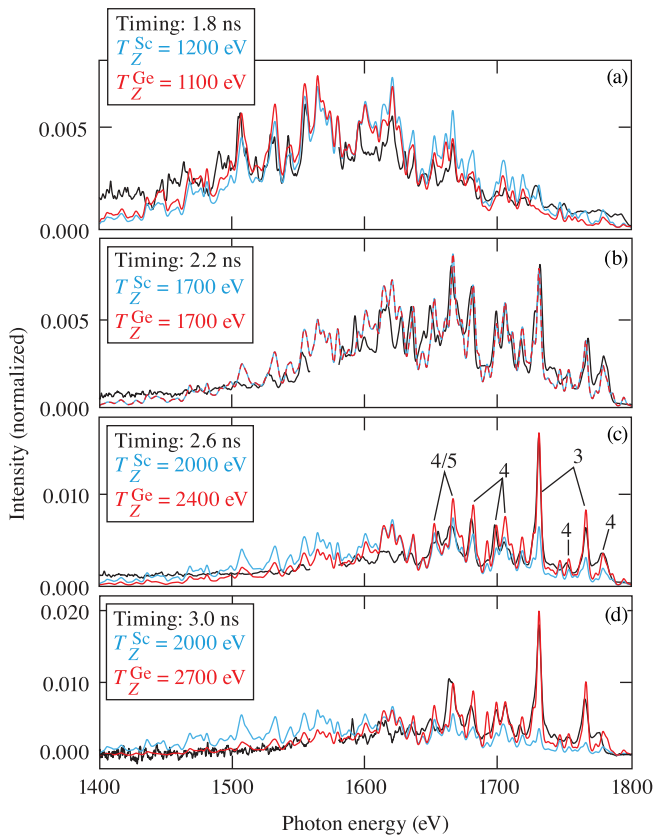 Timing: 1.8 ns
T_Z^Sc = 1200 eV
T_Z^Ge = 1100 eV
(a)
0.005
0.000
Timing: 2.2 ns
T_Z^Sc = 1700 eV
T_Z^Ge = 1700 eV
(b)
0.005
0.000
Timing: 2.6 ns
T_Z^Sc = 2000 eV
T_Z^Ge = 2400 eV
(c)
4/5
4
3
4
4
0.010
0.000
Timing: 3.0 ns
T_Z^Sc = 2000 eV
T_Z^Ge = 2700 eV
(d)
0.020
0.010
0.000
1400 1500 1600 1700 1800
Photon energy (eV)
Intensity (normalized)